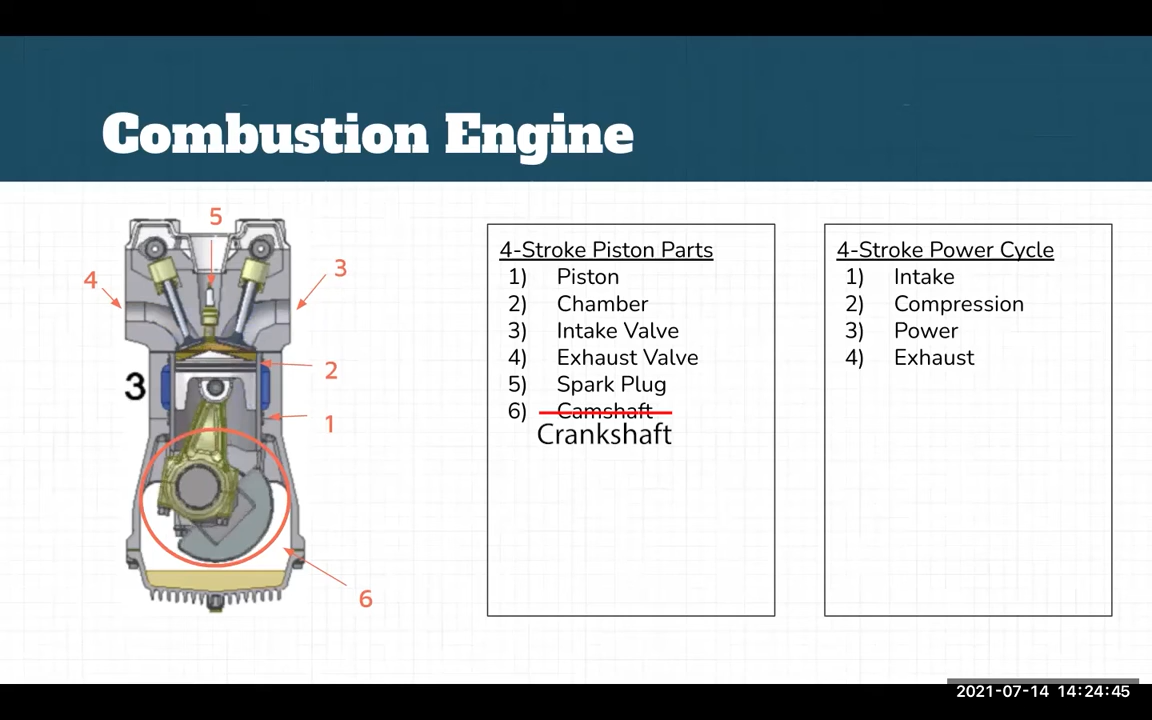 Combustion Engine
5
4
3
2
3
1
6
4-Stroke Piston Parts
1) Piston
2) Chamber
3) Intake Valve
4) Exhaust Valve
5) Spark Plug
6) Camshaft
Crankshaft
4-Stroke Power Cycle
1) Intake
2) Compression
3) Power
4) Exhaust
2021-07-14 14:24:45